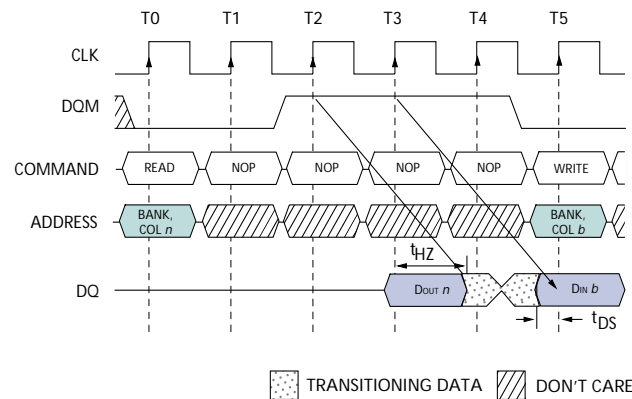 T0 T1 T2 T3 T4 T5
CLK
DQM
COMMAND READ NOP NOP NOP NOP WRITE
ADDRESS BANK, COL n BANK, COL b
tHZ
DQ DOUT n DIN b
tDS
TRANSITIONING DATA DON'T CARE